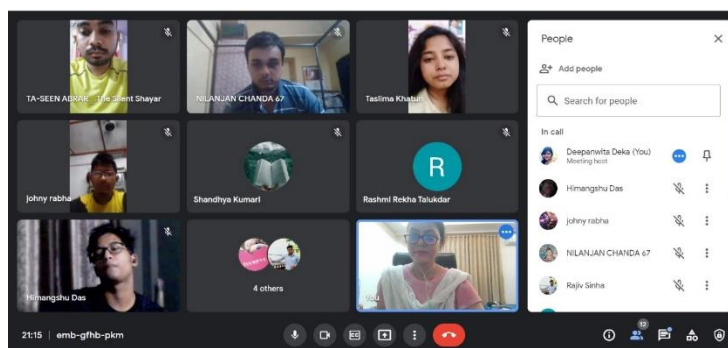 TA-SEEN ABRAR _The Silent Shayar
NILANJAN CHANDA 67
Taslima Khatun
johny rabha
Shandhya Kumari
R
Rashmi Rekha Talukdar
Himangshu Das
4 others
You
21:15 | emb-gfhb-pkm
People
Add people
Search for people
In call
Deepanwita Deka (You)
Meeting host
Himangshu Das
johny rabha
NILANJAN CHANDA 67
Rajiv Sinha
12